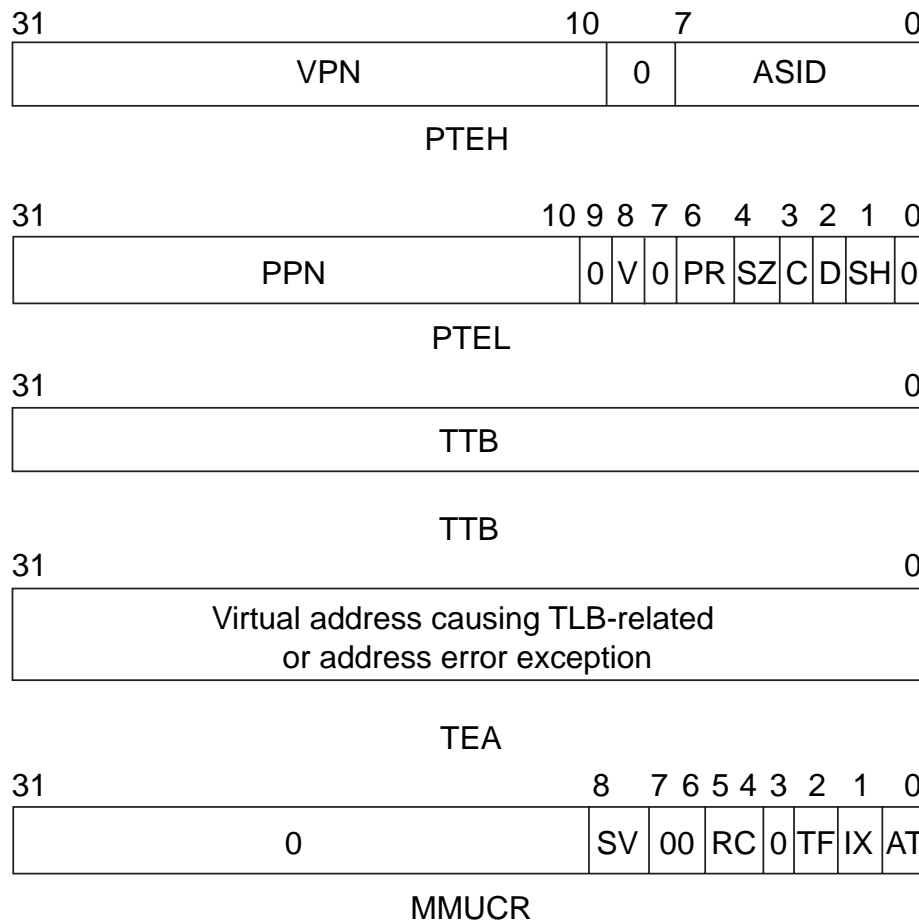 31 10 7 0
VPN 0 ASID
PTEH
31 10 9 8 7 6 4 3 2 1 0
PPN 0 V 0 PR SZ C D SH 0
PTEL
31 0
TTB
TTB
31 0
Virtual address causing TLB-related
or address error exception
TEA
31 8 7 6 5 4 3 2 1 0
0 SV 00 RC 0 TF IX AT
MMUCR